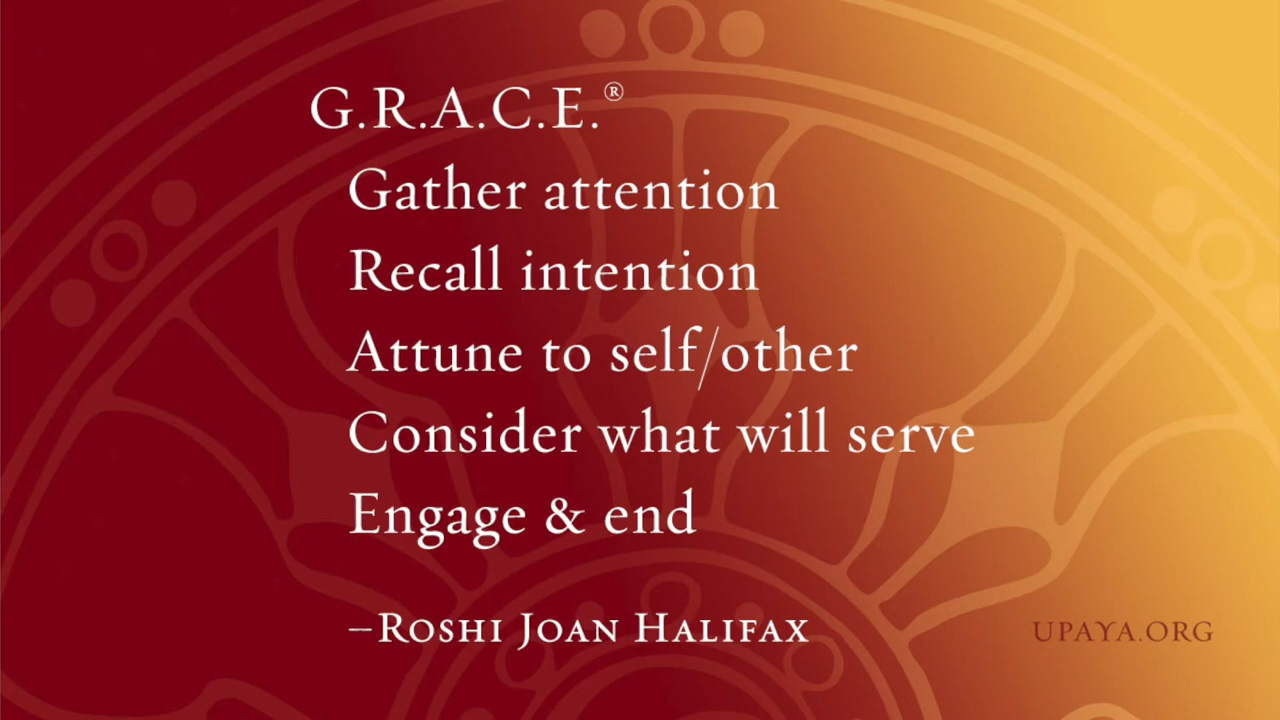 G.R.A.C.E.®
Gather attention
Recall intention
Attune to self/other
Consider what will serve
Engage & end
–Roshi Joan Halifax
UPAYA.ORG